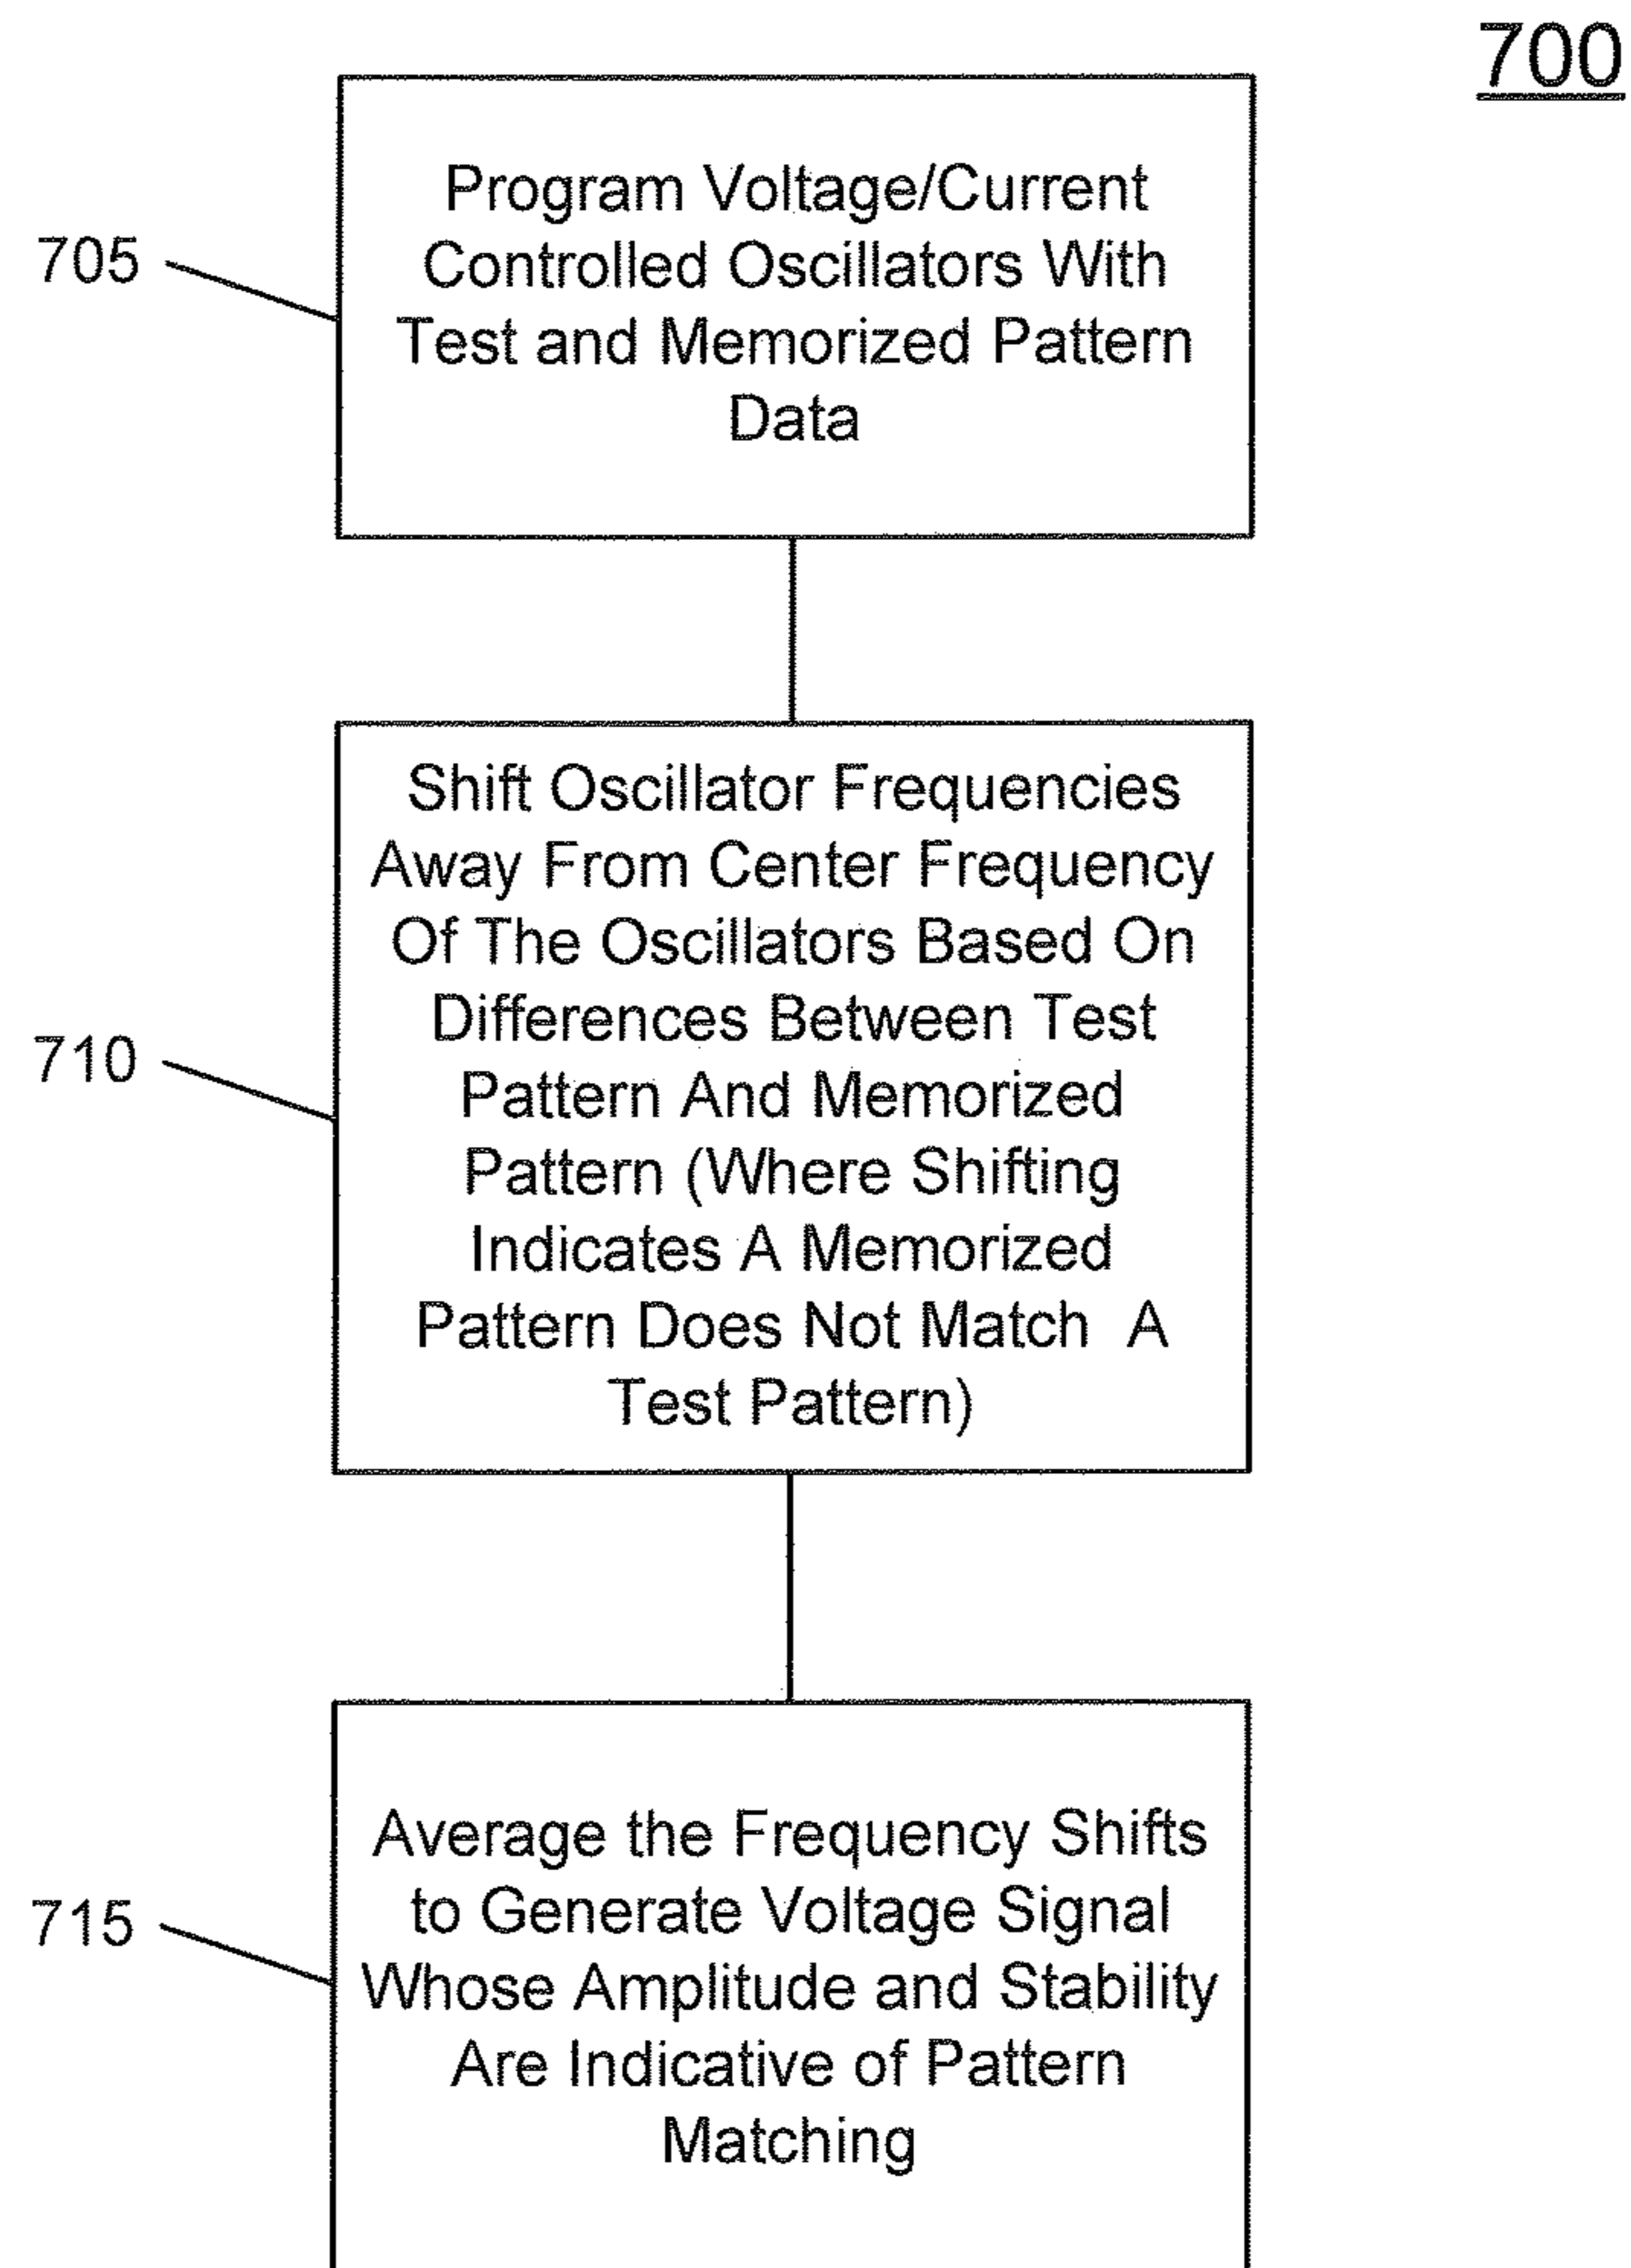 700
705
Program Voltage/Current
Controlled Oscillators With
Test and Memorized Pattern
Data
710
Shift Oscillator Frequencies
Away From Center Frequency
Of The Oscillators Based On
Differences Between Test
Pattern And Memorized
Pattern (Where Shifting
Indicates A Memorized
Pattern Does Not Match A
Test Pattern)
715
Average the Frequency Shifts
to Generate Voltage Signal
Whose Amplitude and Stability
Are Indicative of Pattern
Matching